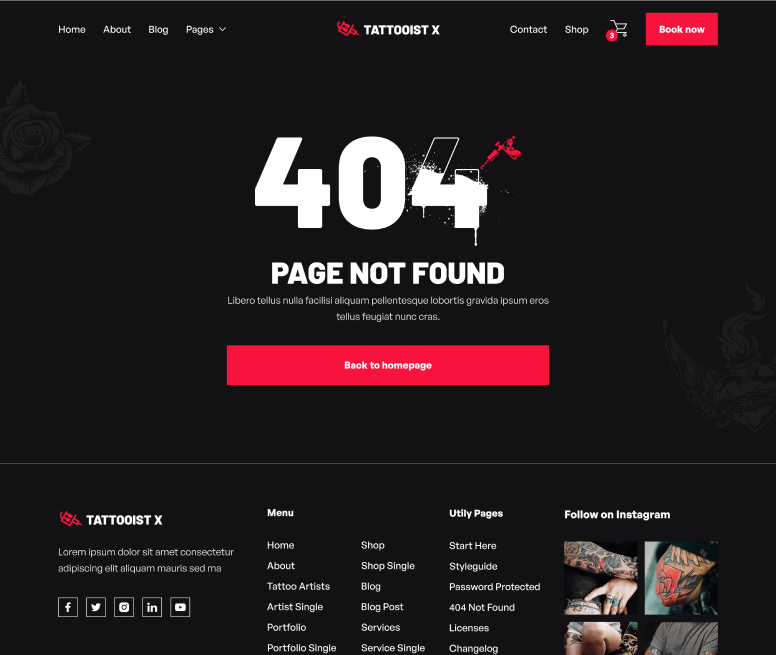 Home About Blog Pages TATTOOIST X Contact Shop 3 Book now
404
PAGE NOT FOUND
Libero tellus nulla facilisi aliquam pellentesque lobortis gravida ipsum eros
tellus feugiat nunc cras.
Back to homepage
TATTOOIST X
Lorem ipsum dolor sit amet consectetur
adipiscing elit aliquam mauris sed ma
Menu
Home
About
Tattoo Artists
Artist Single
Portfolio
Portfolio Single
Shop
Shop Single
Blog
Blog Post
Services
Service Single
Utily Pages
Start Here
Styleguide
Password Protected
404 Not Found
Licenses
Changelog
Follow on Instagram